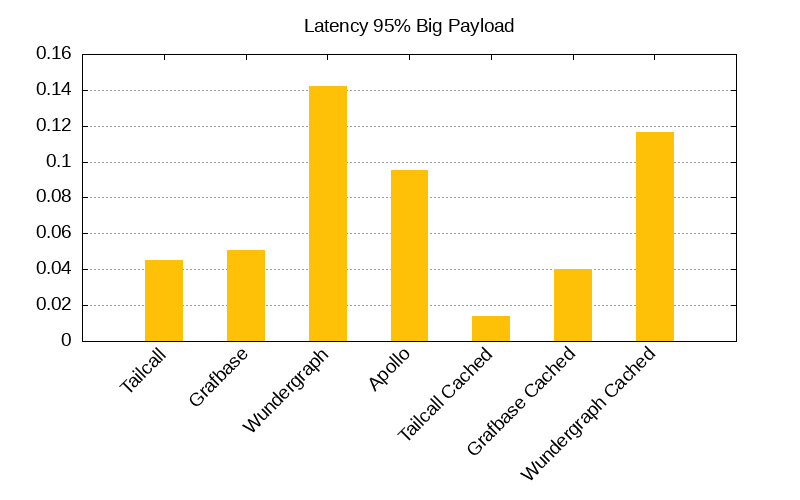 Latency 95% Big Payload
0.16
0.14
0.12
0.1
0.08
0.06
0.04
0.02
0
Tailcall
Grafbase
Wundergraph
Apollo
Tailcall Cached
Grafbase Cached
Wundergraph Cached